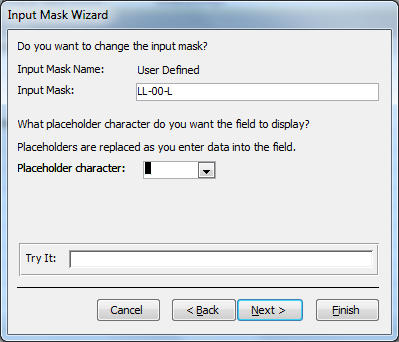 Input Mask Wizard
Do you want to change the input mask?
Input Mask Name: User Defined
Input Mask: LL-00-L
What placeholder character do you want the field to display?
Placeholders are replaced as you enter data into the field.
Placeholder character:
Try It:
Cancel < Back Next > Finish